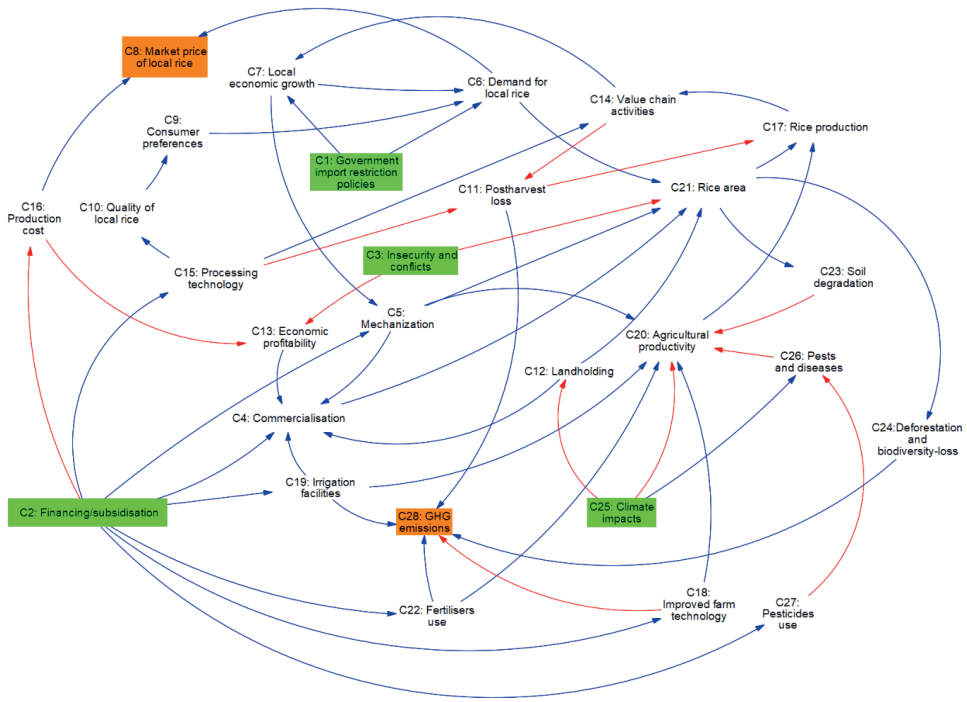 C8: Market price
of local rice
C7: Local
economic growth
C6: Demand for
local rice
C14: Value chain
activities
C9:
Consumer
preferences
C17: Rice production
C1: Government
import restriction
policies
C11: Postharvest
loss
C21: Rice area
C16:
Production
cost
C10: Quality of
local rice
C3: Insecurity and
conflicts
C15: Processing
technology
C23: Soil
degradation
C5:
Mechanization
C13: Economic
profitability
C20: Agricultural
productivity
C12: Landholding
C26: Pests
and diseases
C4: Commercialisation
C24:Deforestation
and
biodiversity-loss
C19: Irrigation
facilities
C2: Financing/subsidisation
C28: GHG
emissions
C25: Climate
impacts
C22: Fertilisers
use
C18:
Improved farm
technology
C27:
Pesticides
use